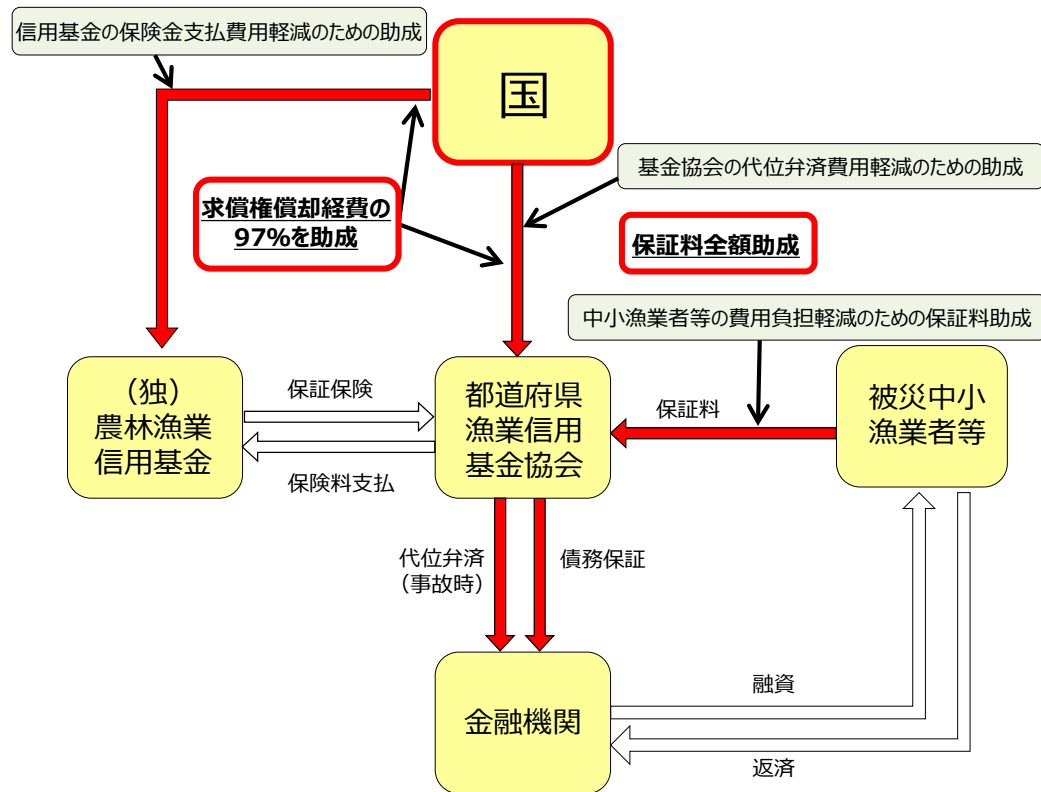 信用基金の保険金支払費用軽減のための助成
国
基金協会の代位弁済費用軽減のための助成
求償権償却経費の
97%を助成
保証料全額助成
中小漁業者等の費用負担軽減のための保証料助成
（独）
農林漁業
信用基金
保証保険
保険料支払
都道府県
漁業信用
基金協会
保証料
被災中小
漁業者等
代位弁済
（事故時）
債務保証
金融機関
融資
返済